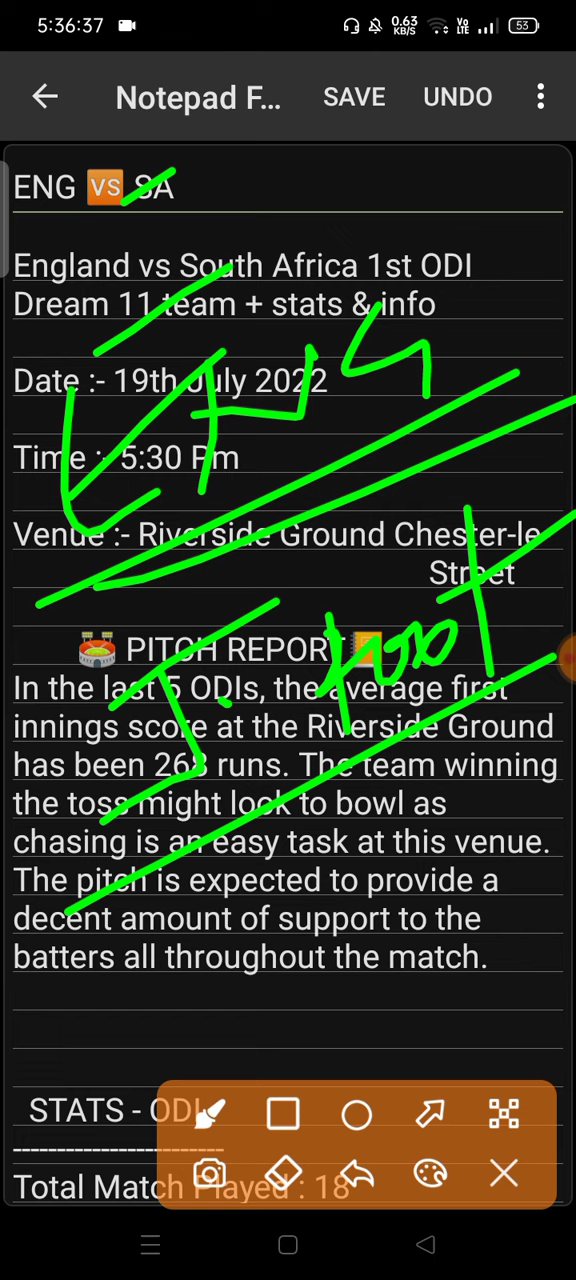 5:36:37 0.63 KB/S Vo LTE 53
Notepad F... SAVE UNDO
ENG VS SA
England vs South Africa 1st ODI
Dream 11 team + stats & info
Date :- 19th July 2022
Time :- 5:30 Pm
Venue :- Riverside Ground Chester-le
Street
PITCH REPORT
In the last 5 ODIs, the average first
innings score at the Riverside Ground
has been 268 runs. The team winning
the toss might look to bowl as
chasing is an easy task at this venue.
The pitch is expected to provide a
decent amount of support to the
batters all throughout the match.
STATS - ODI
-----------------------
Total Match Played : 18
J. Root